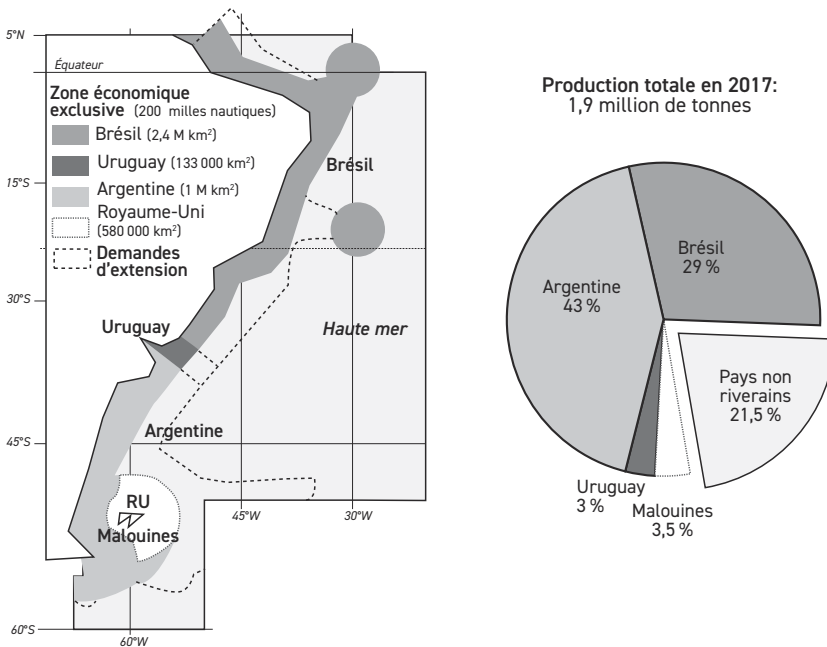 5°N
Équateur
Zone économique
exclusive (200 milles nautiques)
Brésil (2,4 M km²)
Uruguay (133 000 km²)
Argentine (1 M km²)
Royaume-Uni
(580 000 km²)
Demandes
d'extension
15°S
30°S
45°S
60°S
Brésil
Uruguay
Haute mer
Argentine
RU
Malouines
45°W
30°W
60°W
Production totale en 2017:
1,9 million de tonnes
Brésil
29 %
Argentine
43 %
Pays non
riverains
21,5 %
Uruguay
3 %
Malouines
3,5 %